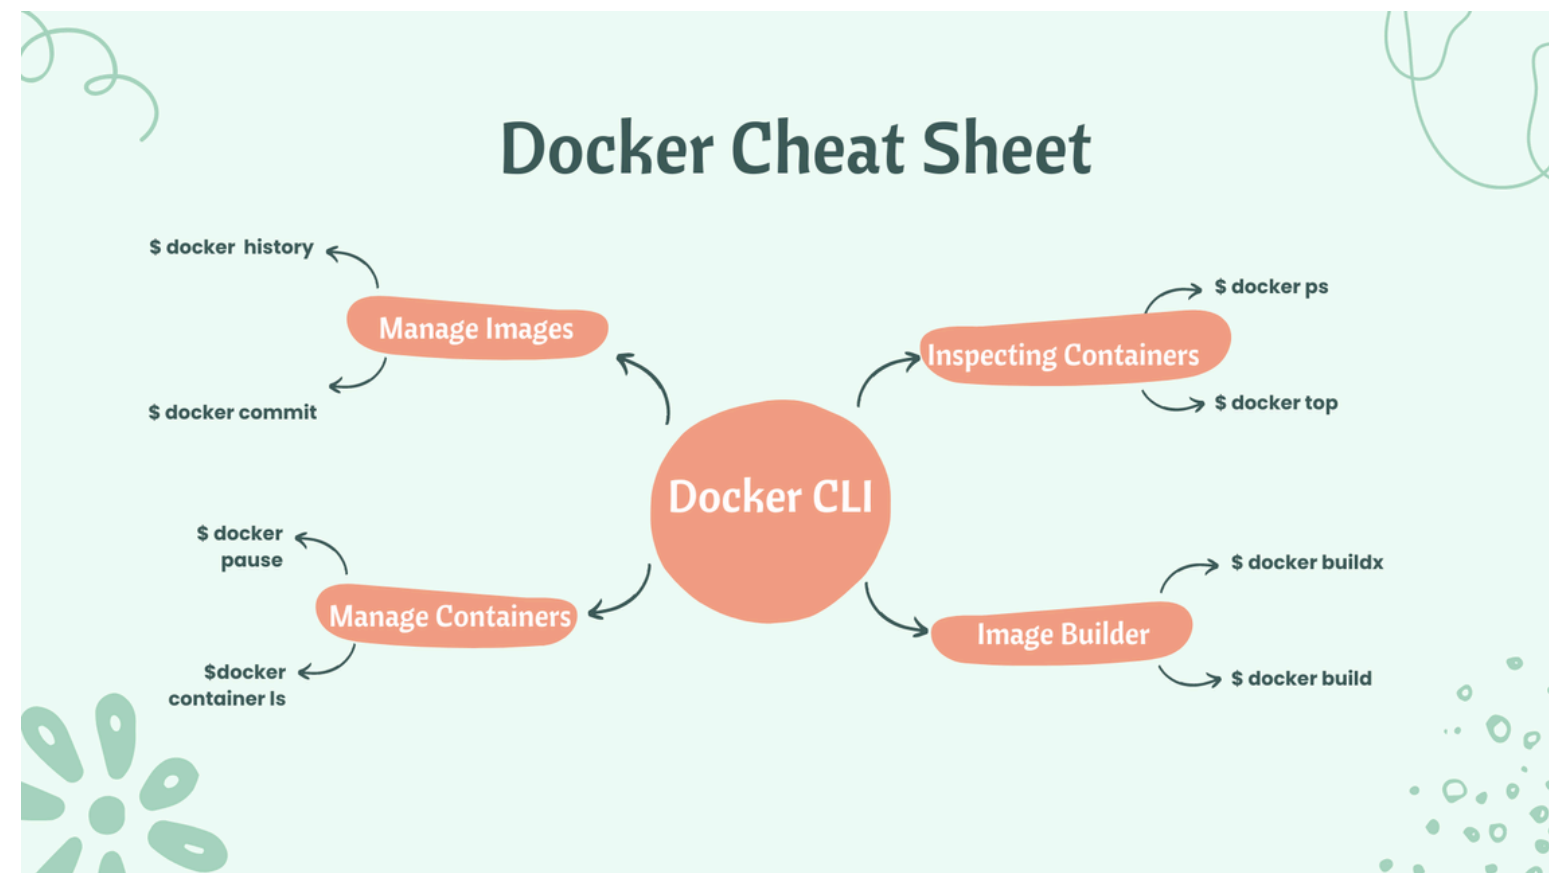 Docker Cheat Sheet
$ docker  history
Manage Images
$ docker commit
$ docker ps
Inspecting Containers
$ docker top
Docker CLI
$ docker
pause
Manage Containers
$docker
container ls
$ docker buildx
Image Builder
$ docker build